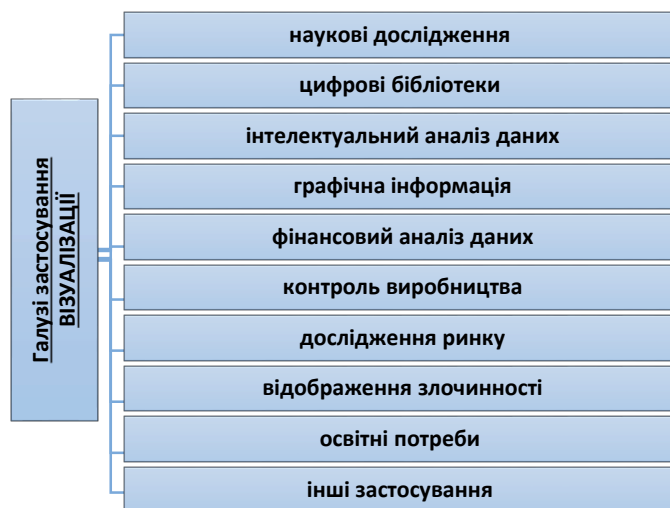 Галузі застосування
ВІЗУАЛІЗАЦІЇ
наукові дослідження
цифрові бібліотеки
інтелектуальний аналіз даних
графічна інформація
фінансовий аналіз даних
контроль виробництва
дослідження ринку
відображення злочинності
освітні потреби
інші застосування